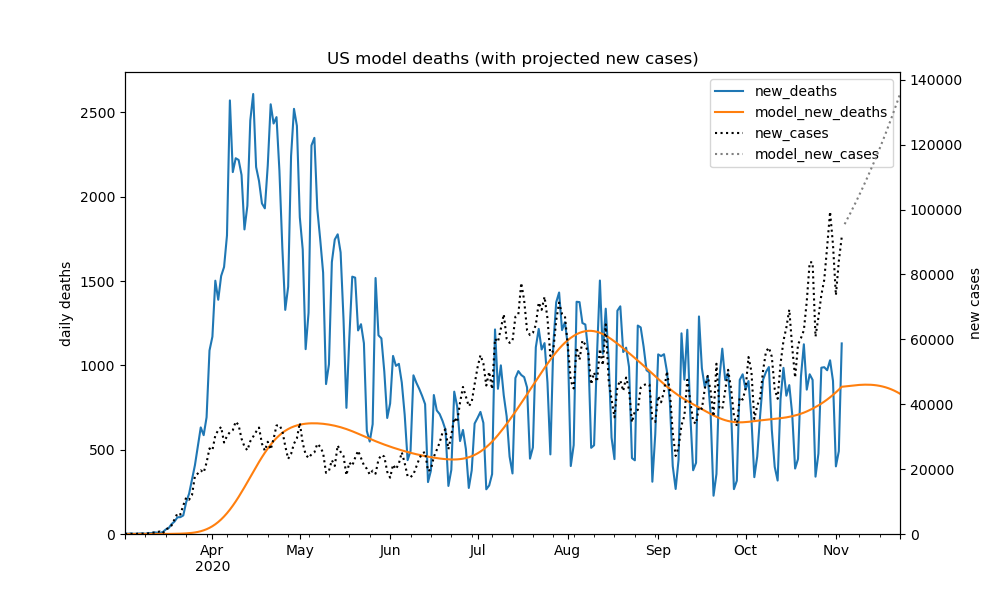 US model deaths (with projected new cases)
new_deaths
model_new_deaths
new_cases
model_new_cases
2500
2000
1500
1000
500
0
daily deaths
140000
120000
100000
80000
60000
40000
20000
0
new cases
Apr
2020
May
Jun
Jul
Aug
Sep
Oct
Nov